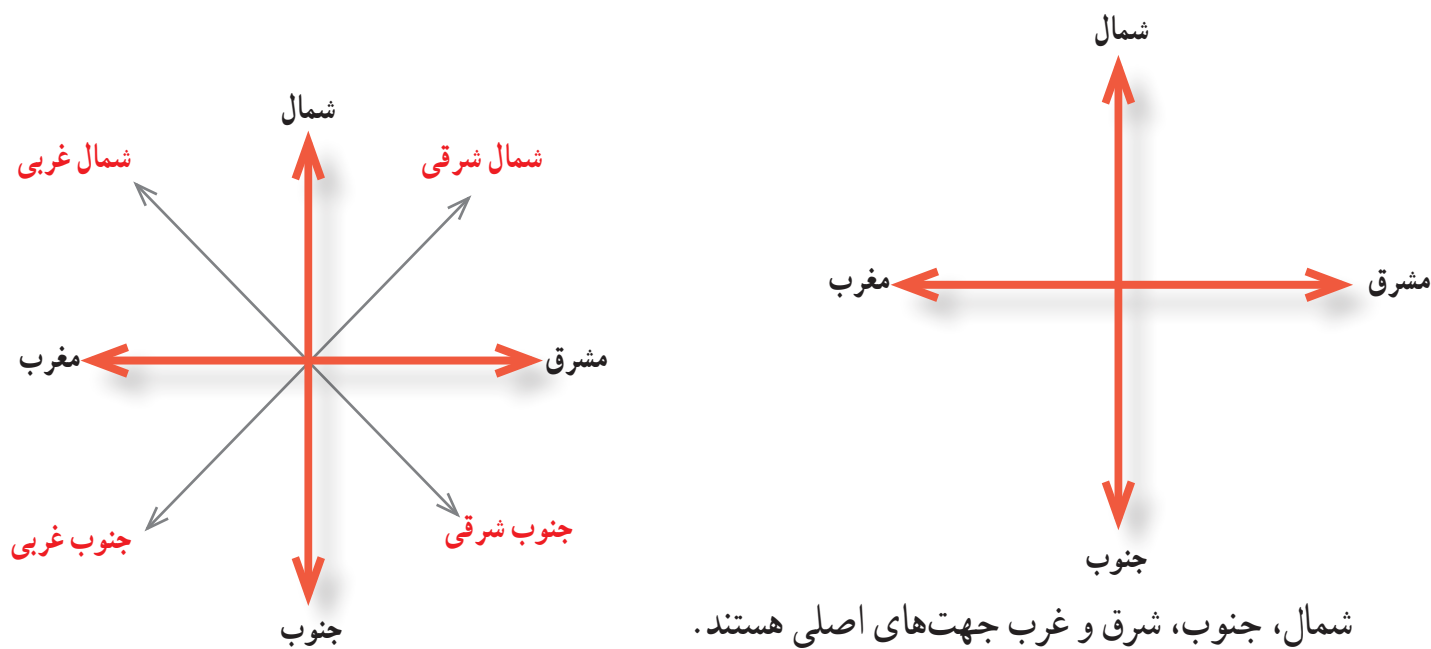 شمال
مشرق
مغرب
جنوب
شمال، جنوب، شرق و غرب جهت‌های اصلی هستند.
شمال
شمال شرقی
شمال غربی
مشرق
مغرب
جنوب شرقی
جنوب غربی
جنوب